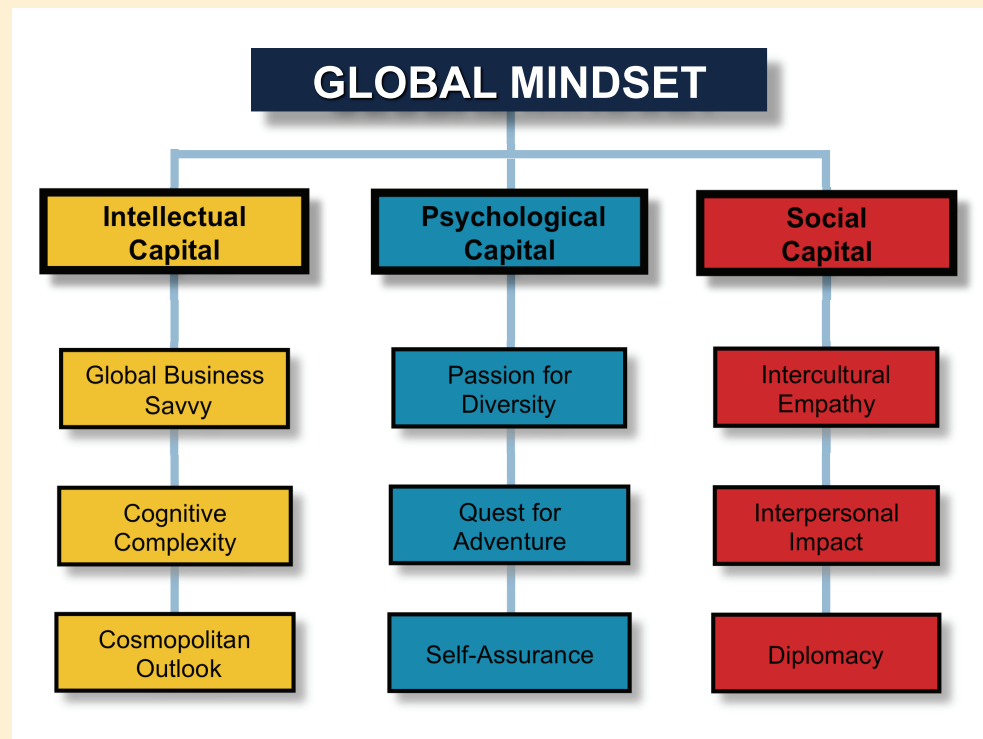 GLOBAL MINDSET
Intellectual
Capital
Global Business
Savvy
Cognitive
Complexity
Cosmopolitan
Outlook
Psychological
Capital
Passion for
Diversity
Quest for
Adventure
Self-Assurance
Social
Capital
Intercultural
Empathy
Interpersonal
Impact
Diplomacy